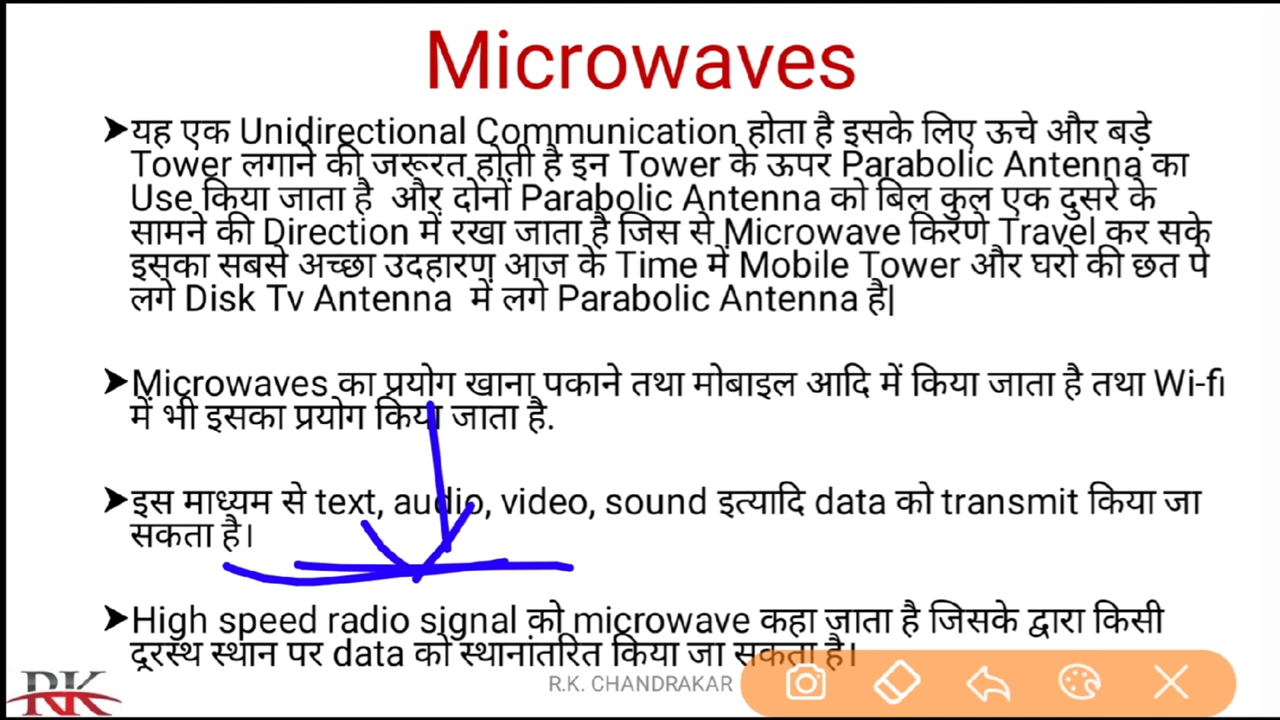 Microwaves
➤यह एक Unidirectional Communication होता है इसके लिए ऊचे और बड़े
Tower लगाने की जरूरत होती है इन Tower के ऊपर Parabolic Antenna का
Use किया जाता है और दोनों Parabolic Antenna को बिल कुल एक दुसरे के
सामने की Direction में रखा जाता है जिस से Microwave किरणे Travel कर सके
इसका सबसे अच्छा उदहारण आज के Time में Mobile Tower और घरो की छत पे
लगे Disk Tv Antenna में लगे Parabolic Antenna है|
➤Microwaves का प्रयोग खाना पकाने तथा मोबाइल आदि में किया जाता है तथा Wi-fi
में भी इसका प्रयोग किया जाता है.
➤इस माध्यम से text, audio, video, sound इत्यादि data को transmit किया जा
सकता है।
➤High speed radio signal को microwave कहा जाता है जिसके द्वारा किसी
दूरस्थ स्थान पर data को स्थानांतरित किया जा सकता है।
RK
R.K. CHANDRAKAR